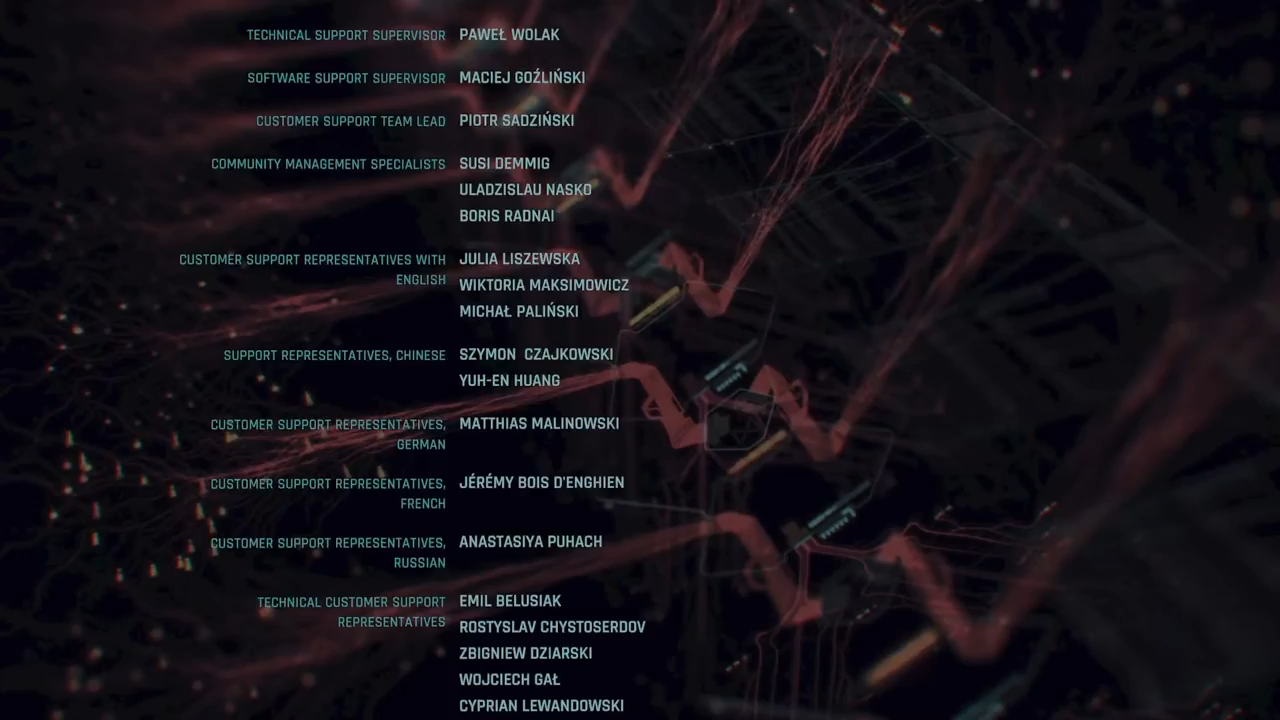 TECHNICAL SUPPORT SUPERVISOR PAWEŁ WOLAK
SOFTWARE SUPPORT SUPERVISOR MACIEJ GOŹLIŃSKI
CUSTOMER SUPPORT TEAM LEAD PIOTR SADZIŃSKI
COMMUNITY MANAGEMENT SPECIALISTS SUSI DEMMIG
ULADZISLAU NASKO
BORIS RADNAI
CUSTOMER SUPPORT REPRESENTATIVES WITH JULIA LISZEWSKA
ENGLISH WIKTORIA MAKSIMOWICZ
MICHAŁ PALIŃSKI
SUPPORT REPRESENTATIVES, CHINESE SZYMON CZAJKOWSKI
YUH-EN HUANG
CUSTOMER SUPPORT REPRESENTATIVES, MATTHIAS MALINOWSKI
GERMAN
CUSTOMER SUPPORT REPRESENTATIVES, JÉRÉMY BOIS D'ENGHIEN
FRENCH
CUSTOMER SUPPORT REPRESENTATIVES, ANASTASIYA PUHACH
RUSSIAN
TECHNICAL CUSTOMER SUPPORT EMIL BELUSIAK
REPRESENTATIVES ROSTYSLAV CHYSTOSERDOV
ZBIGNIEW DZIARSKI
WOJCIECH GAŁ
CYPRIAN LEWANDOWSKI